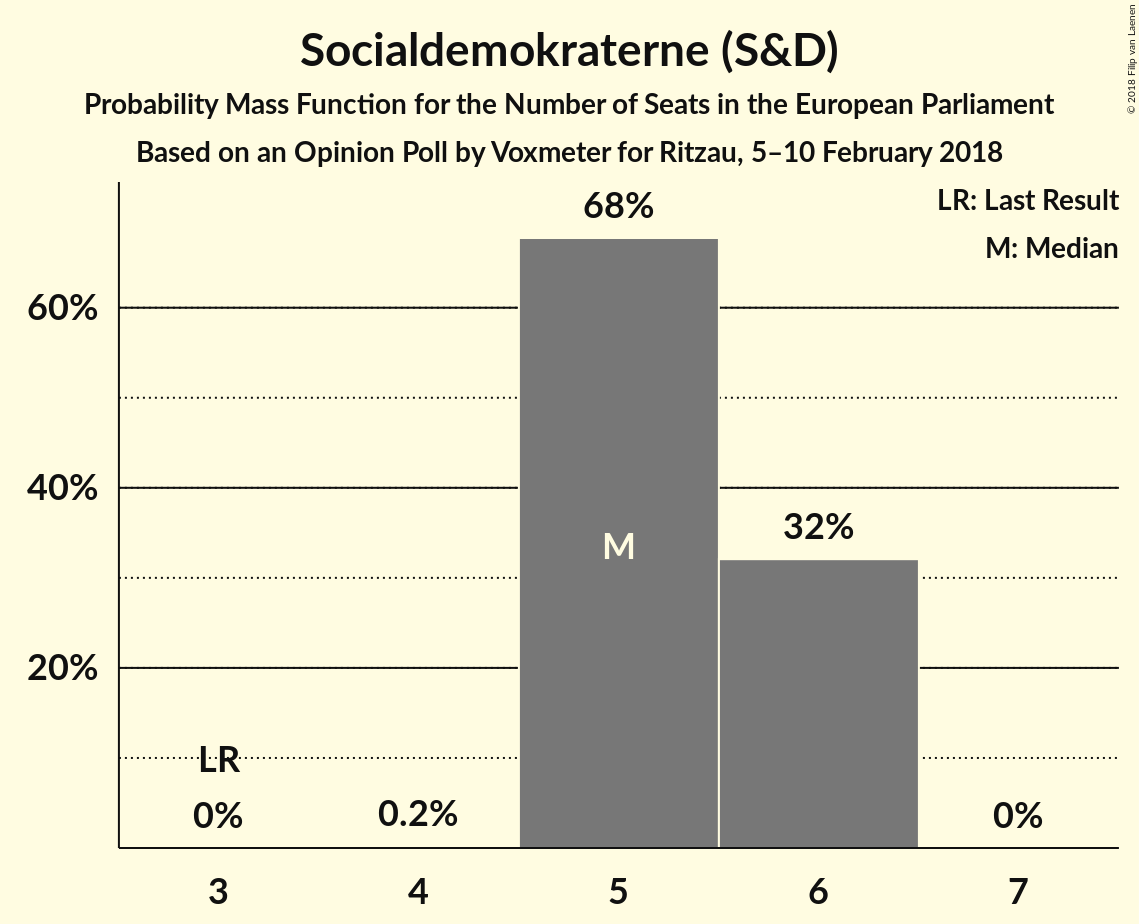 Socialdemokraterne (S&D)
Probability Mass Function for the Number of Seats in the European Parliament
Based on an Opinion Poll by Voxmeter for Ritzau, 5–10 February 2018
© 2018 Filip van Laenen
LR: Last Result
M: Median
68%
60%
40%
32%
M
20%
LR
0%
0.2%
0%
3
4
5
6
7